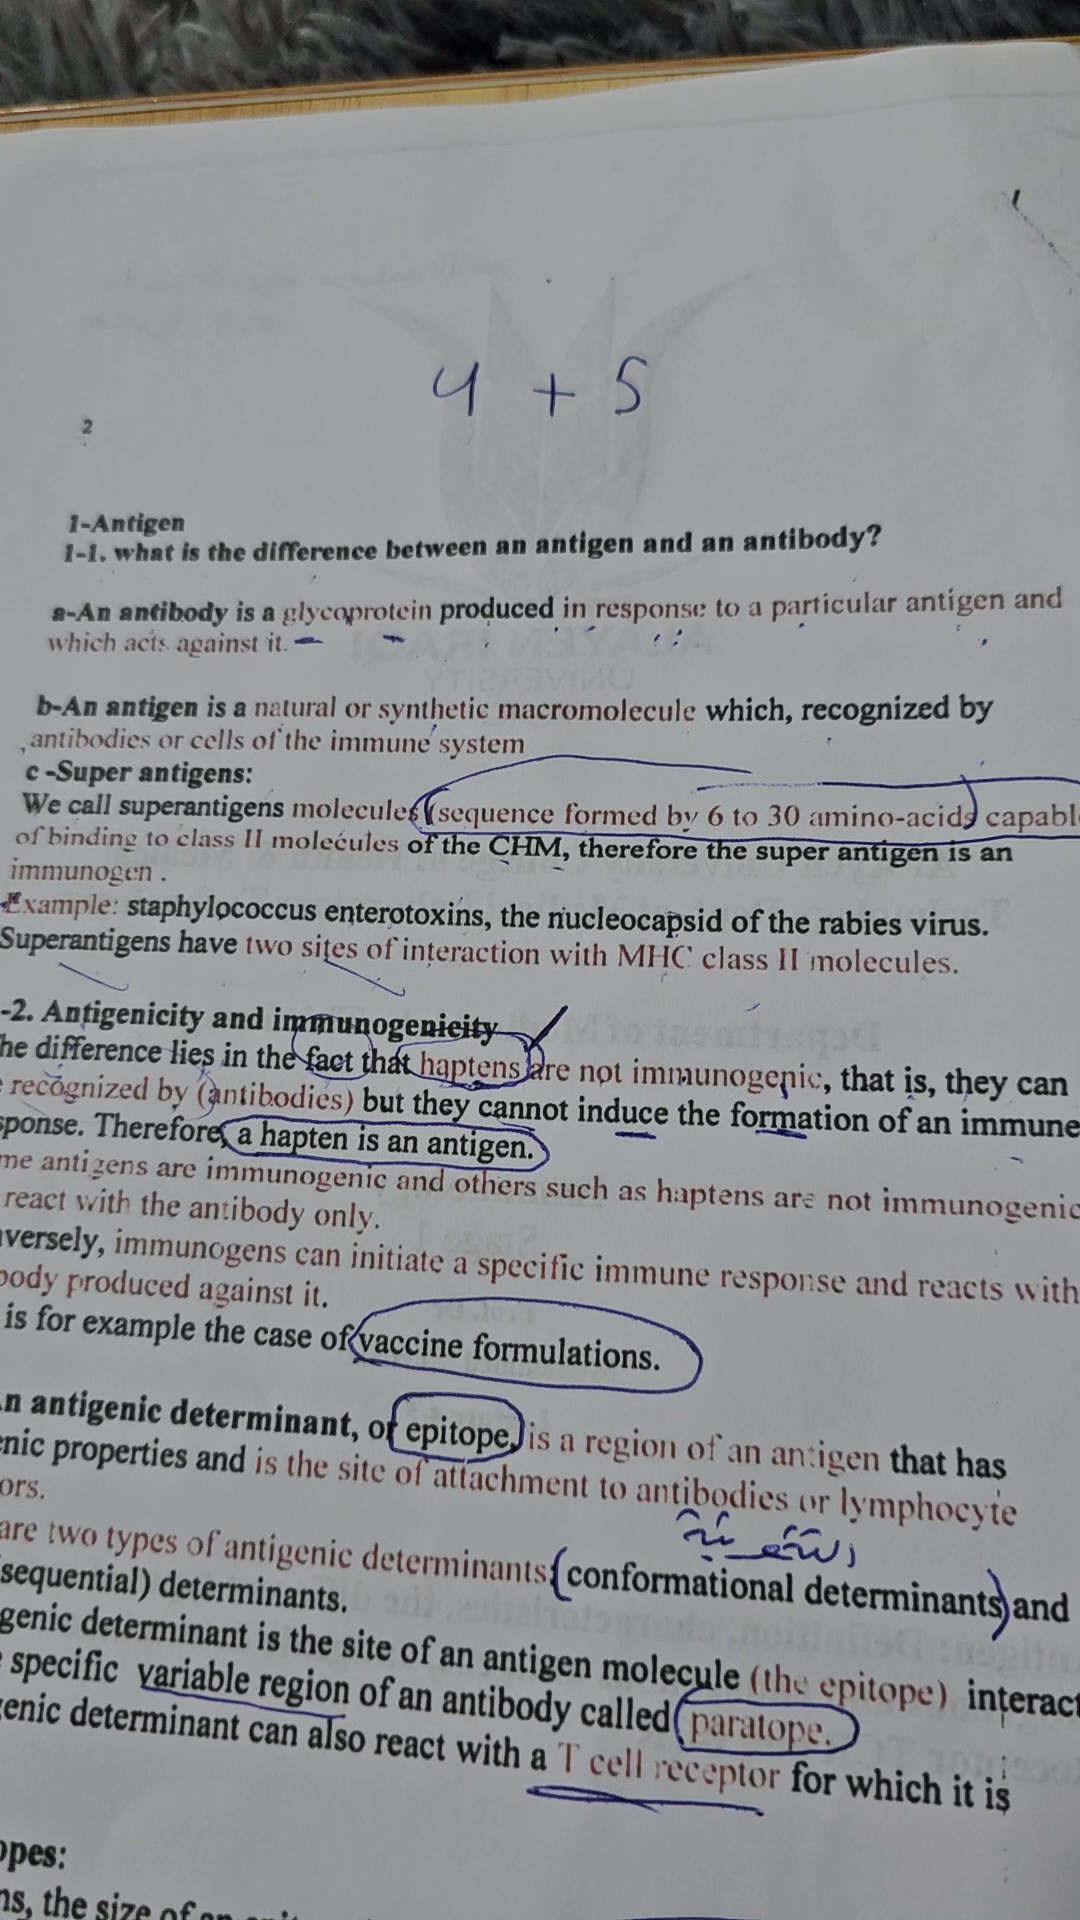 4 + 5
2
1-Antigen
1-1. what is the difference between an antigen and an antibody?
a-An antibody is a glycoprotein produced in response to a particular antigen and
which acts against it.
b-An antigen is a natural or synthetic macromolecule which, recognized by
antibodies or cells of the immune system
c -Super antigens:
We call superantigens molecules (sequence formed by 6 to 30 amino-acids) capabl
of binding to class II molecules of the CHM, therefore the super antigen is an
immunogen .
Example: staphylococcus enterotoxins, the nucleocapsid of the rabies virus.
Superantigens have two sites of interaction with MHC class II molecules.
-2. Antigenicity and immunogenicity
he difference lies in the fact that haptens are not immunogenic, that is, they can
recognized by (antibodies) but they cannot induce the formation of an immune
sponse. Therefore, a hapten is an antigen.
me antigens are immunogenic and others such as haptens are not immunogenic
react with the antibody only.
versely, immunogens can initiate a specific immune response and reacts with
body produced against it.
is for example the case of vaccine formulations.
n antigenic determinant, or epitope, is a region of an antigen that has
enic properties and is the site of attachment to antibodies or lymphocyte
ors.
are two types of antigenic determinants: (conformational determinants) and
sequential) determinants.
genic determinant is the site of an antigen molecule (the epitope) interact
specific variable region of an antibody called paratope.
genic determinant can also react with a T cell receptor for which it is
opes:
ns, the size of an